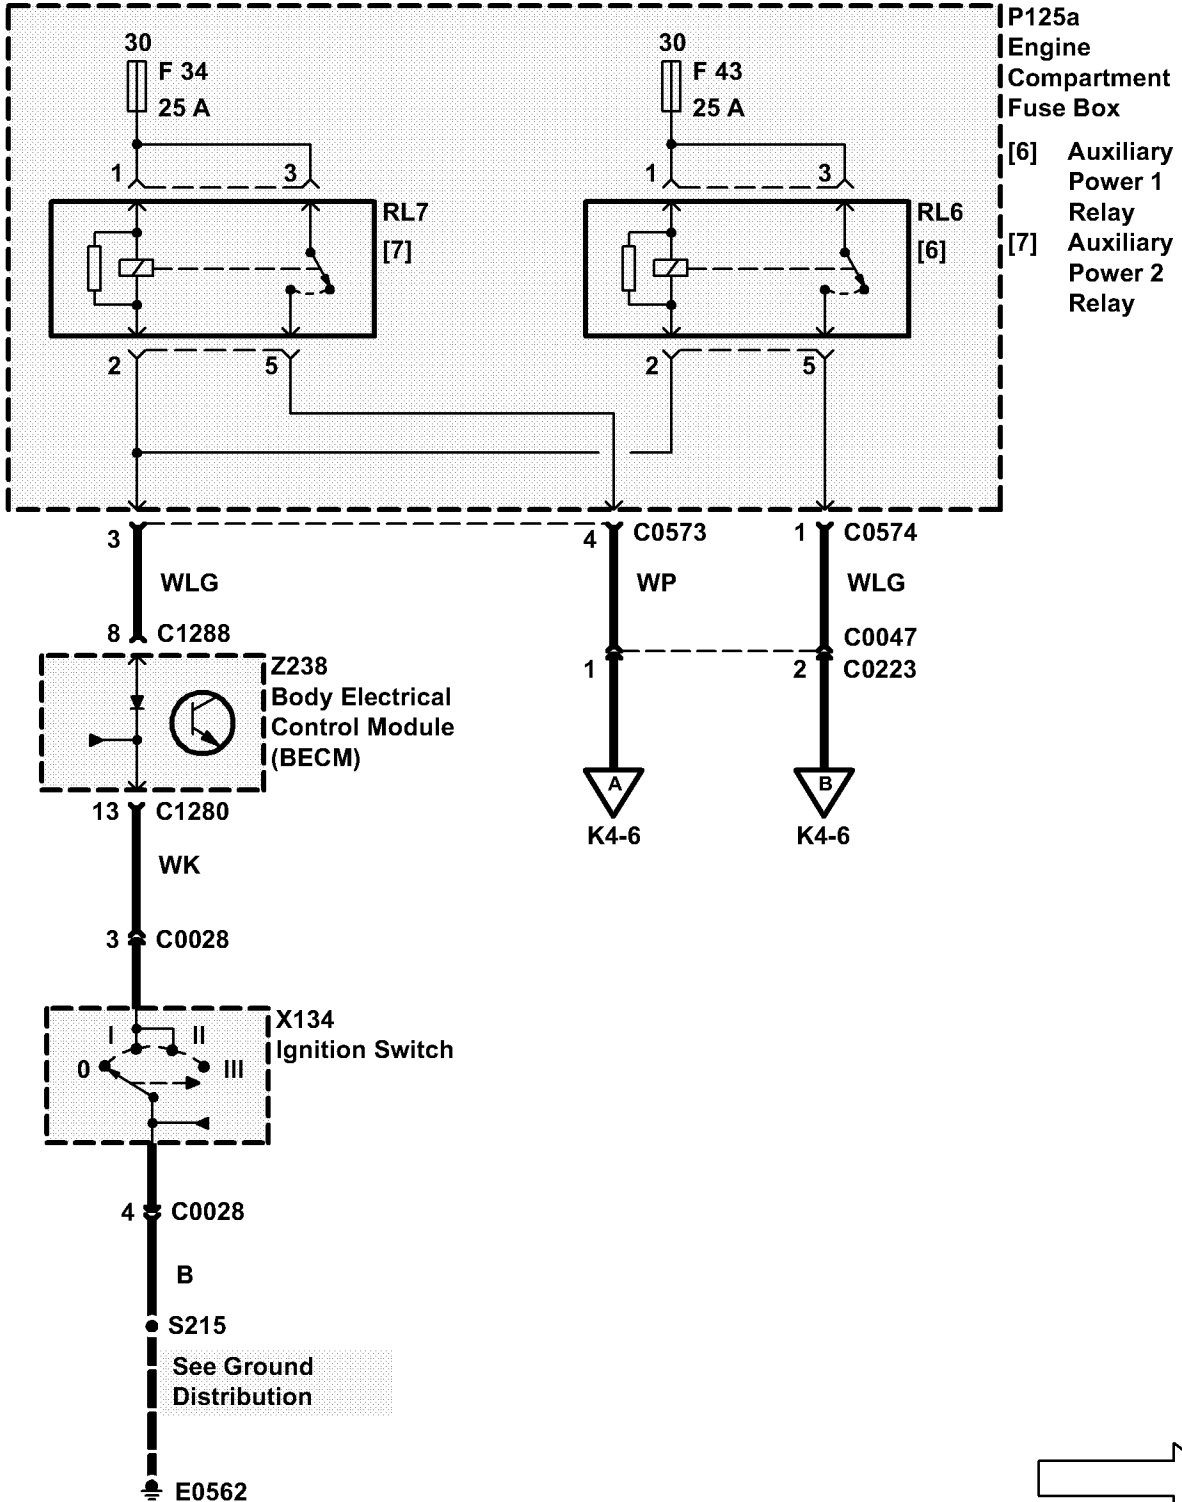 P125a
Engine
Compartment
Fuse Box
30
F 34
25 A
30
F 43
25 A
[6] Auxiliary
Power 1
Relay
[7] Auxiliary
Power 2
Relay
1
3
1
3
RL7
[7]
RL6
[6]
2
5
2
5
3
4
C0573
1
C0574
WLG
WP
WLG
8
C1288
C0047
1
2
C0223
Z238
Body Electrical
Control Module
(BECM)
A
B
K4-6
K4-6
13
C1280
WK
3
C0028
X134
Ignition Switch
I
II
0
III
4
C0028
B
S215
See Ground
Distribution
E0562